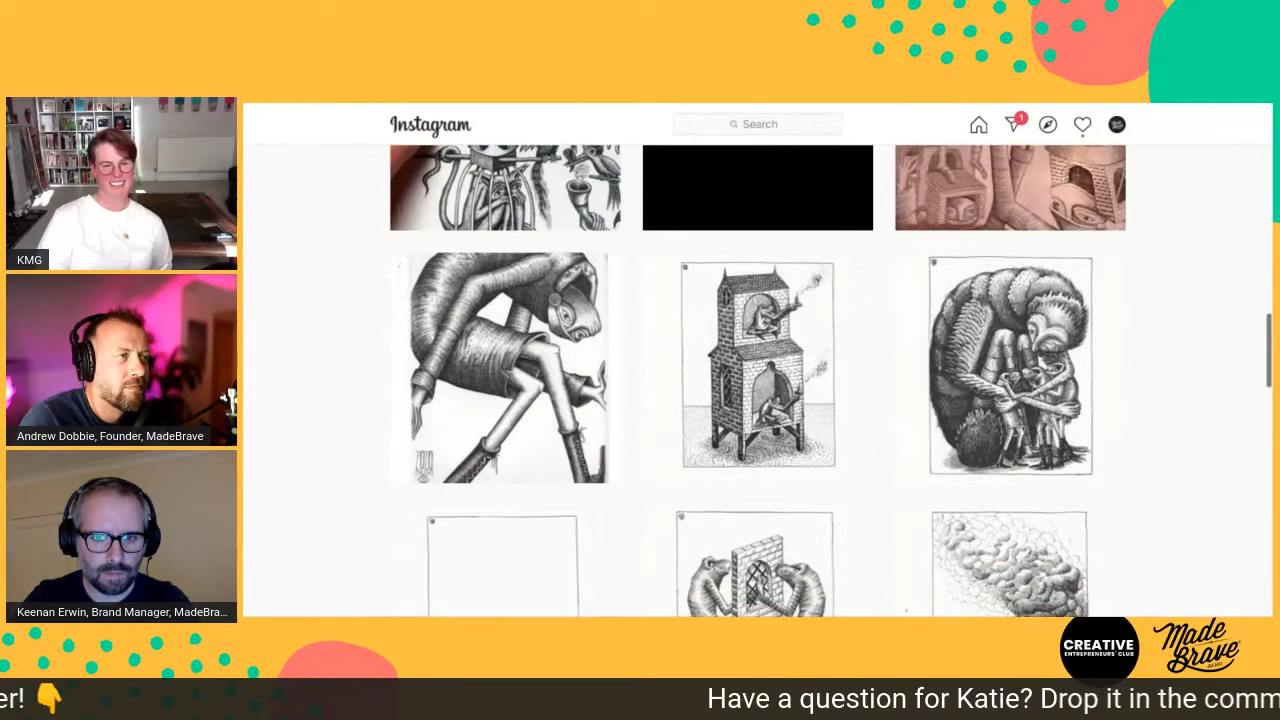 Instagram
Search
1
KMG
Andrew Dobbie, Founder, MadeBrave
Keenan Erwin, Brand Manager, MadeBra...
CREATIVE
ENTREPRENEURS' CLUB
Made
Brave
er! 👇 Have a question for Katie? Drop it in the comm